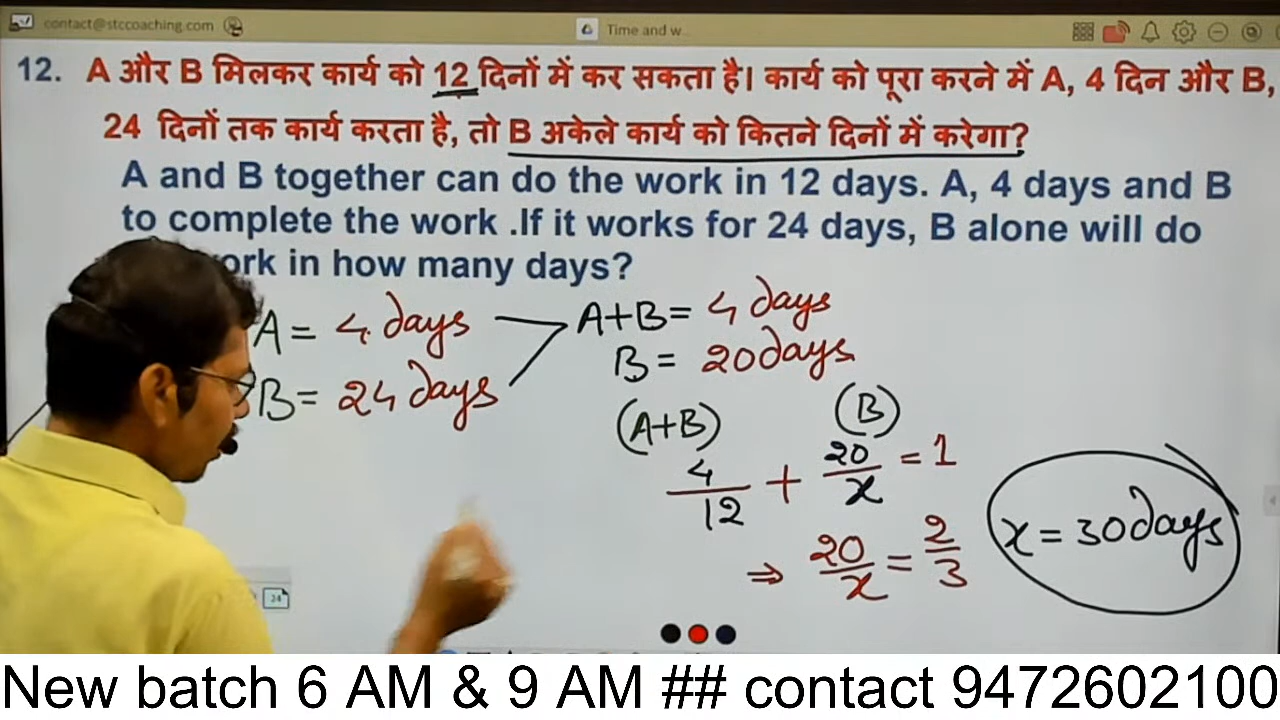 contact@stccoaching.com
Time and w..
12. A और B मिलकर कार्य को 12 दिनों में कर सकता है। कार्य को पूरा करने में A, 4 दिन और B,
24 दिनों तक कार्य करता है, तो B अकेले कार्य को कितने दिनों में करेगा?
A and B together can do the work in 12 days. A, 4 days and B
to complete the work .If it works for 24 days, B alone will do
ork in how many days?
A = 4 days
B = 24 days
A+B = 4 days
B = 20 days
(A+B) (B)
4/12 + 20/x = 1
⇒ 20/x = 2/3
x = 30 days
24
New batch 6 AM & 9 AM ## contact 9472602100